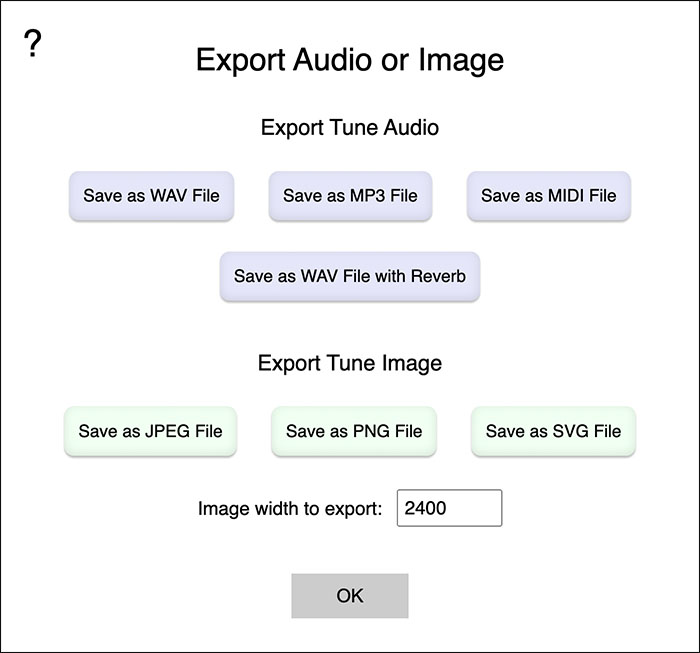 ?
Export Audio or Image
Export Tune Audio
Save as WAV File
Save as MP3 File
Save as MIDI File
Save as WAV File with Reverb
Export Tune Image
Save as JPEG File
Save as PNG File
Save as SVG File
Image width to export: 2400
OK